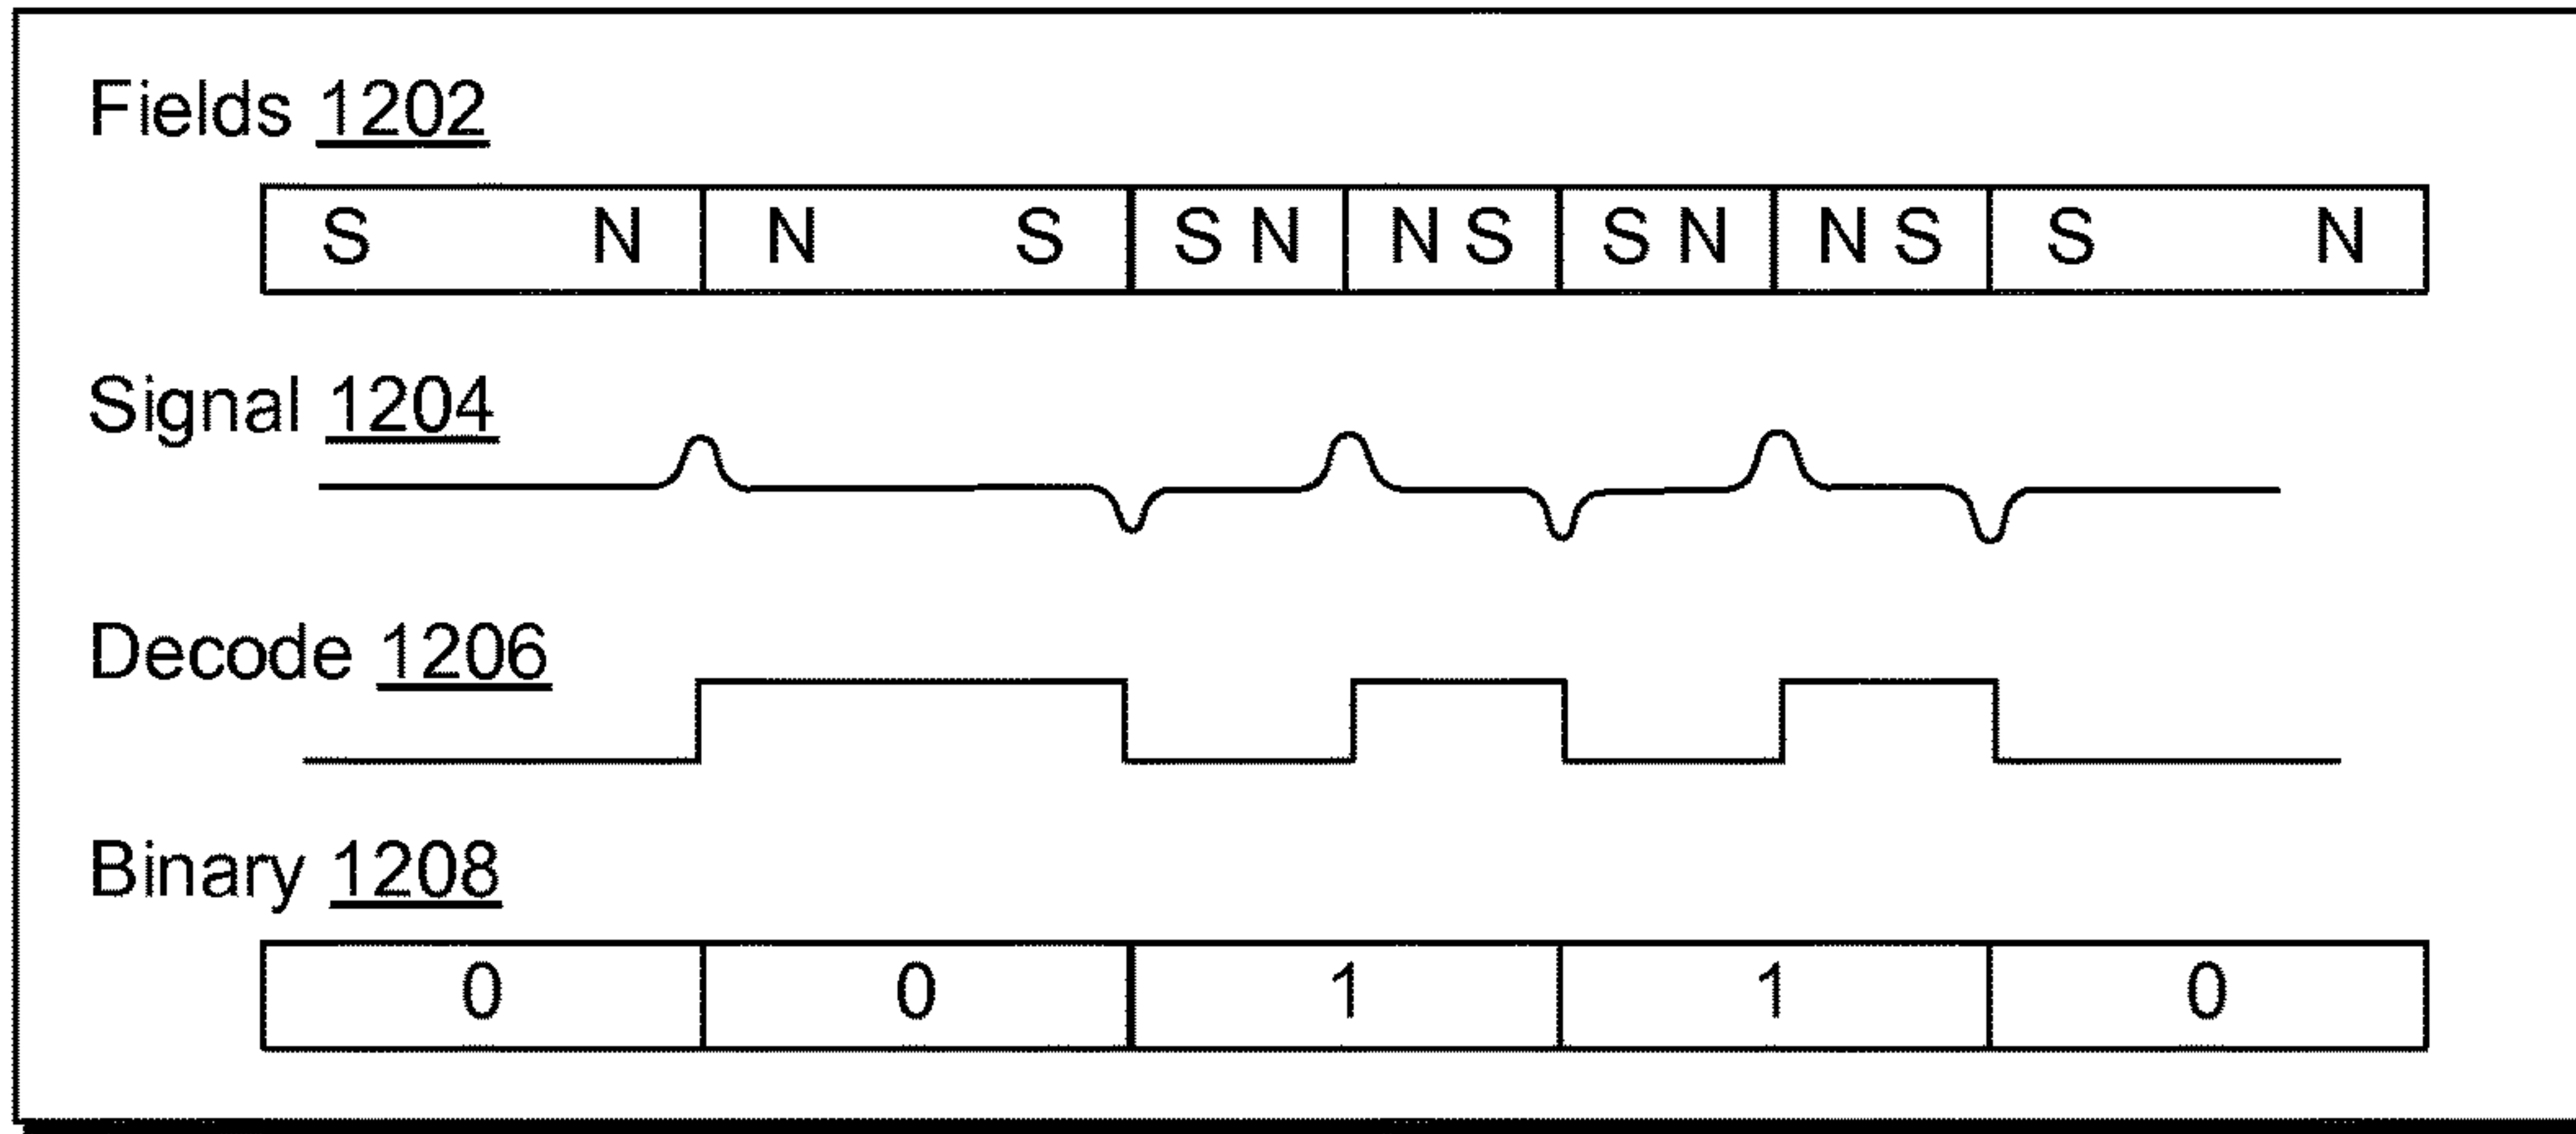 Fields 1202
S N N S S N N S S N N S S N
Signal 1204
Decode 1206
Binary 1208
0 0 1 1 0